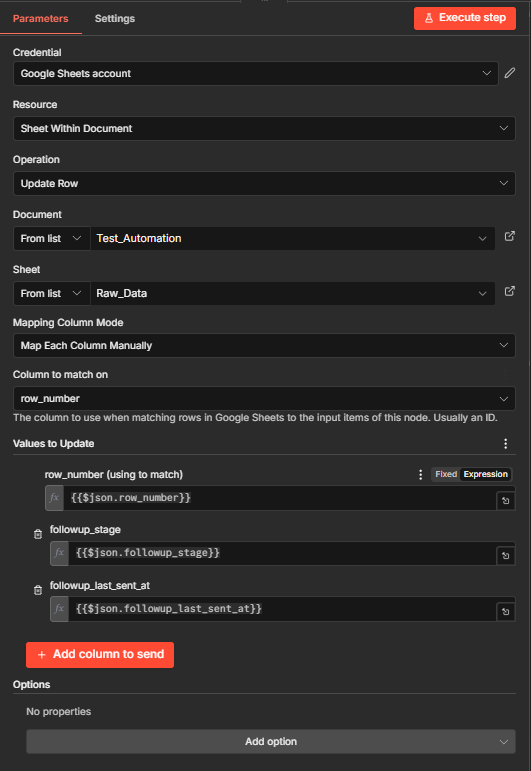 Parameters
Settings
Execute step
Credential
Google Sheets account
Resource
Sheet Within Document
Operation
Update Row
Document
From list
Test_Automation
Sheet
From list
Raw_Data
Mapping Column Mode
Map Each Column Manually
Column to match on
row_number
The column to use when matching rows in Google Sheets to the input items of this node. Usually an ID.
Values to Update
row_number (using to match)
Fixed
Expression
fx
{{$json.row_number}}
followup_stage
fx
{{$json.followup_stage}}
followup_last_sent_at
fx
{{$json.followup_last_sent_at}}
+ Add column to send
Options
No properties
Add option